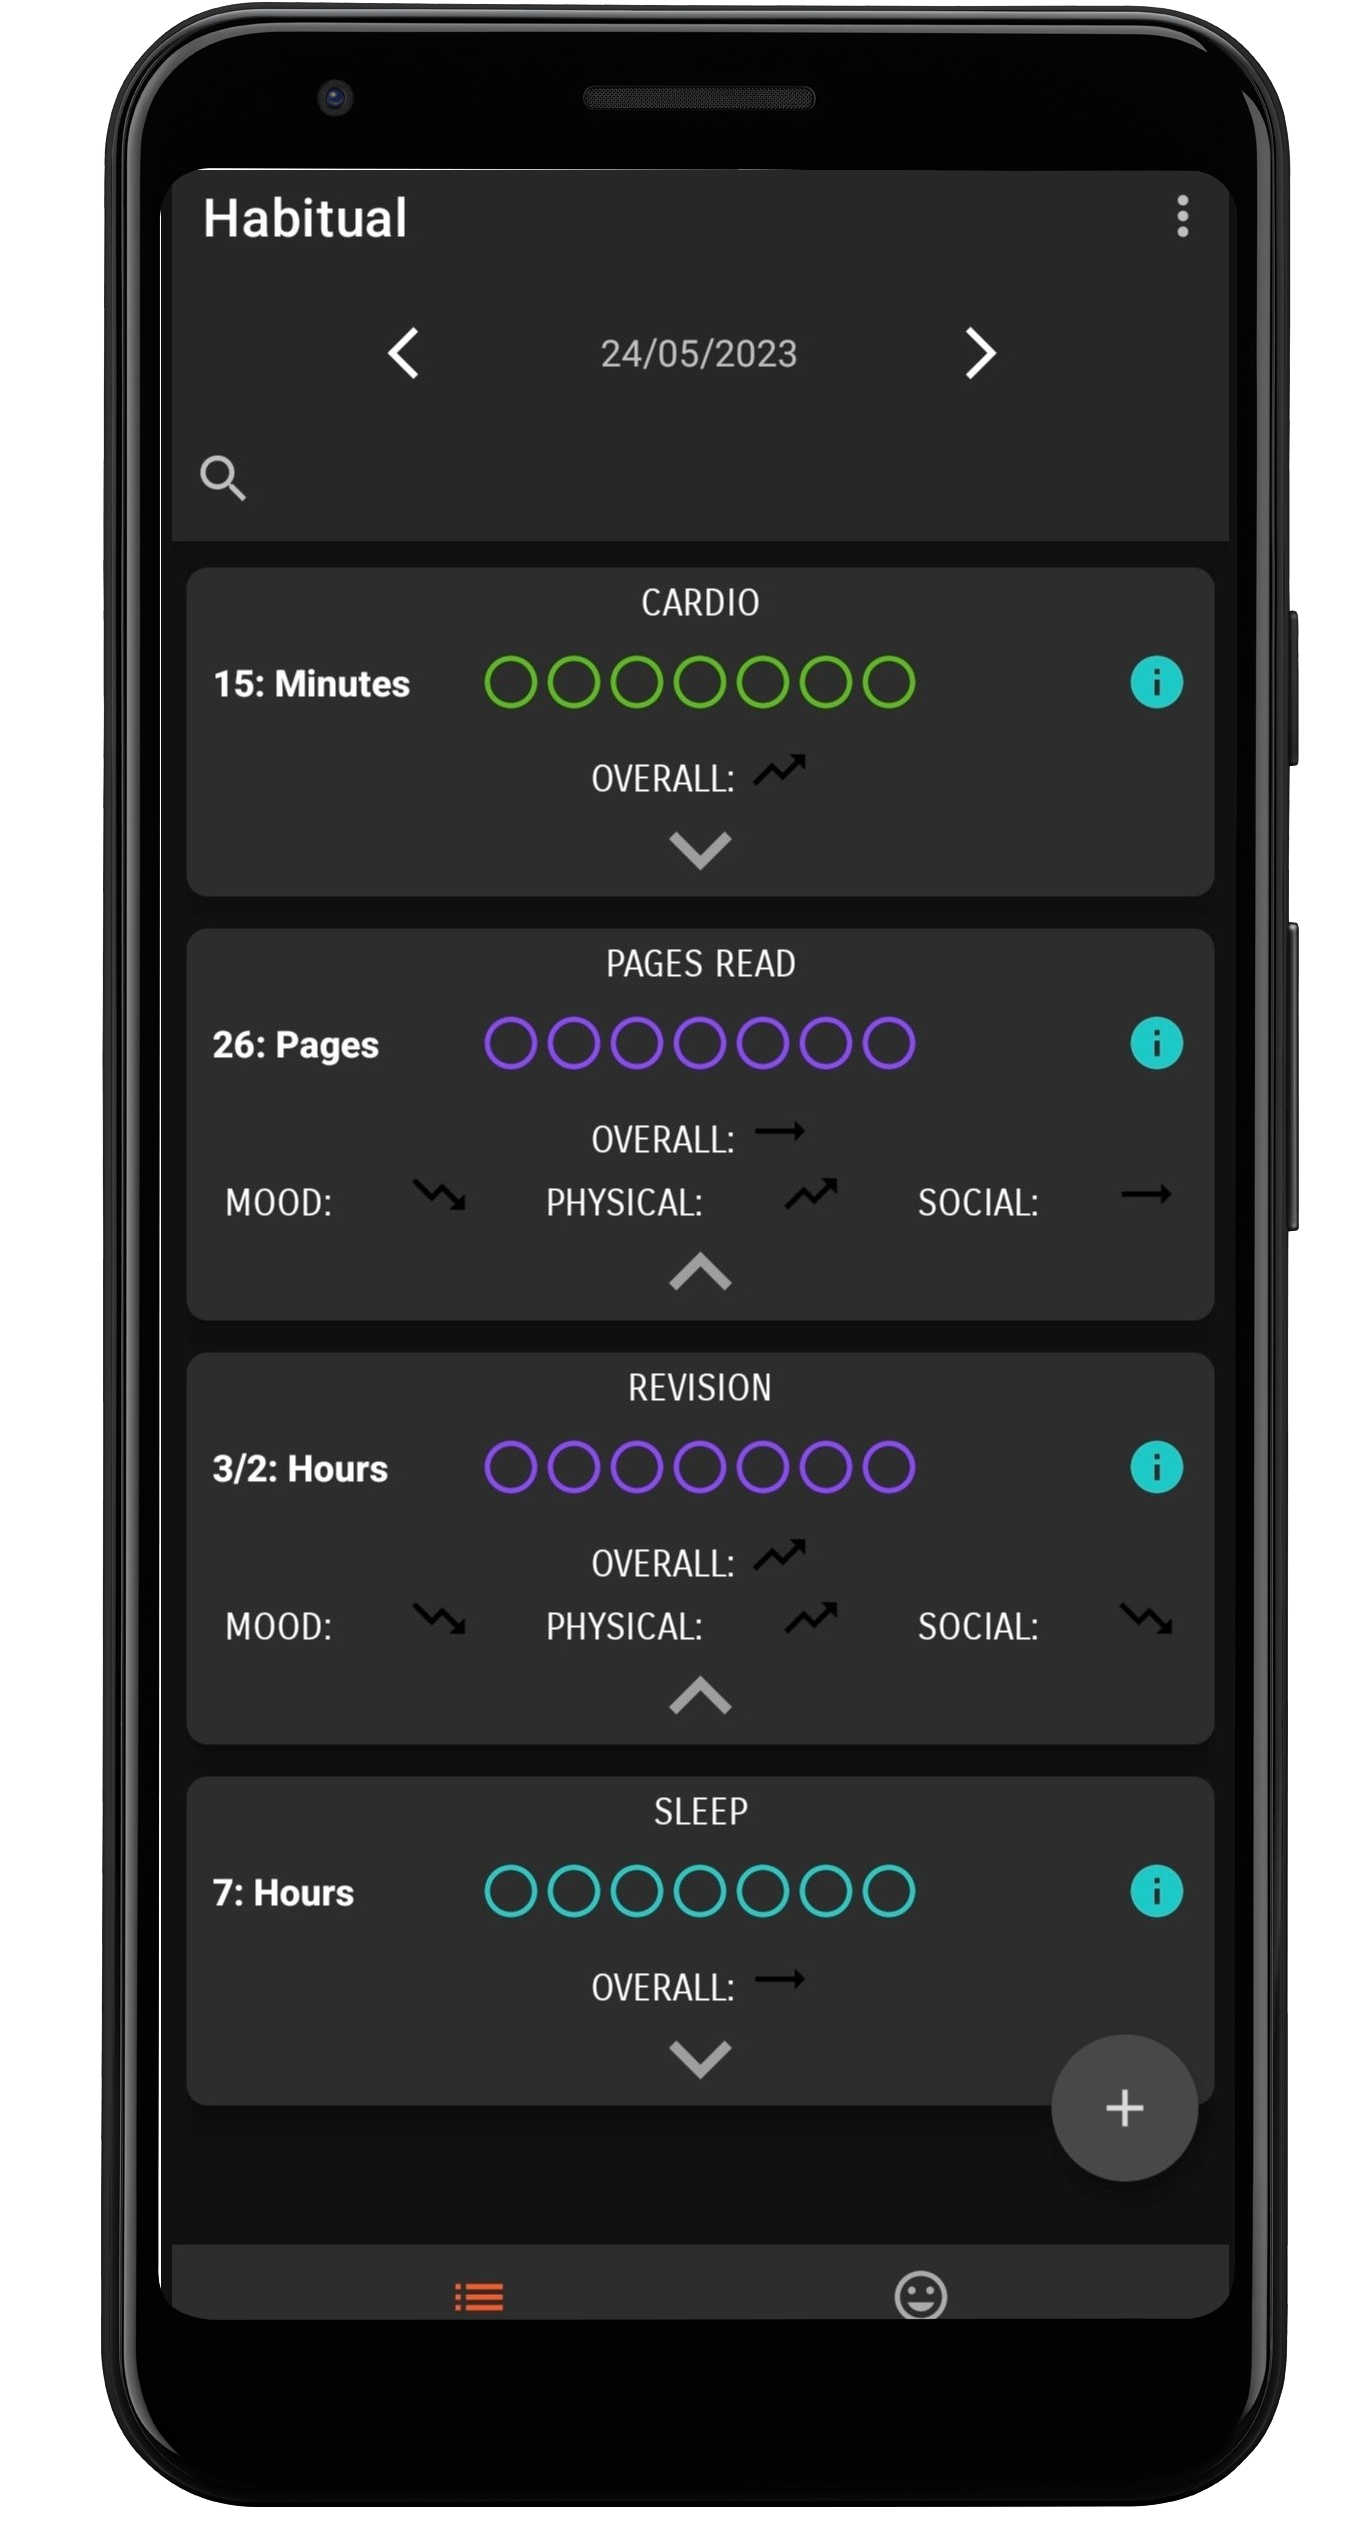 Habitual
24/05/2023
CARDIO
15: Minutes
OVERALL:
PAGES READ
26: Pages
OVERALL:
MOOD: PHYSICAL: SOCIAL:
REVISION
3/2: Hours
OVERALL:
MOOD: PHYSICAL: SOCIAL:
SLEEP
7: Hours
OVERALL: